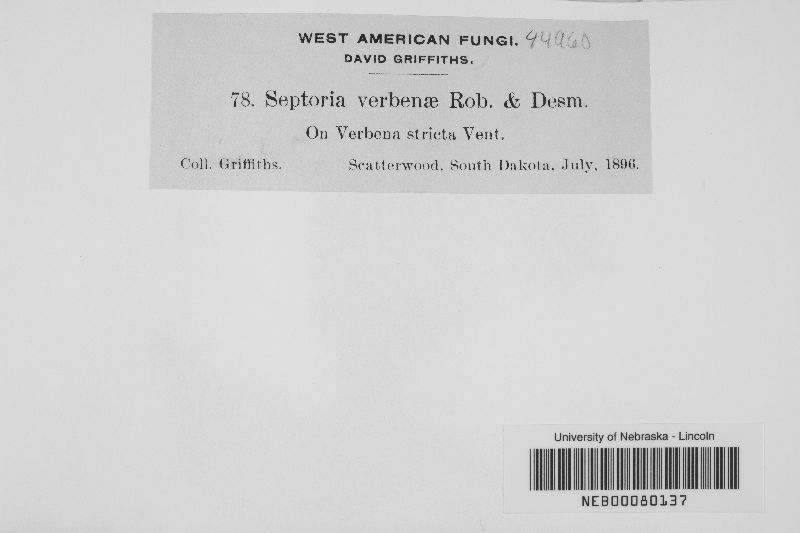 WEST AMERICAN FUNGI. 44960
DAVID GRIFFITHS.
78. Septoria verbenæ Rob. & Desm.
On Verbena stricta Vent.
Coll. Griffiths. Scatterwood, South Dakota, July, 1896.
University of Nebraska - Lincoln
NEB00080137